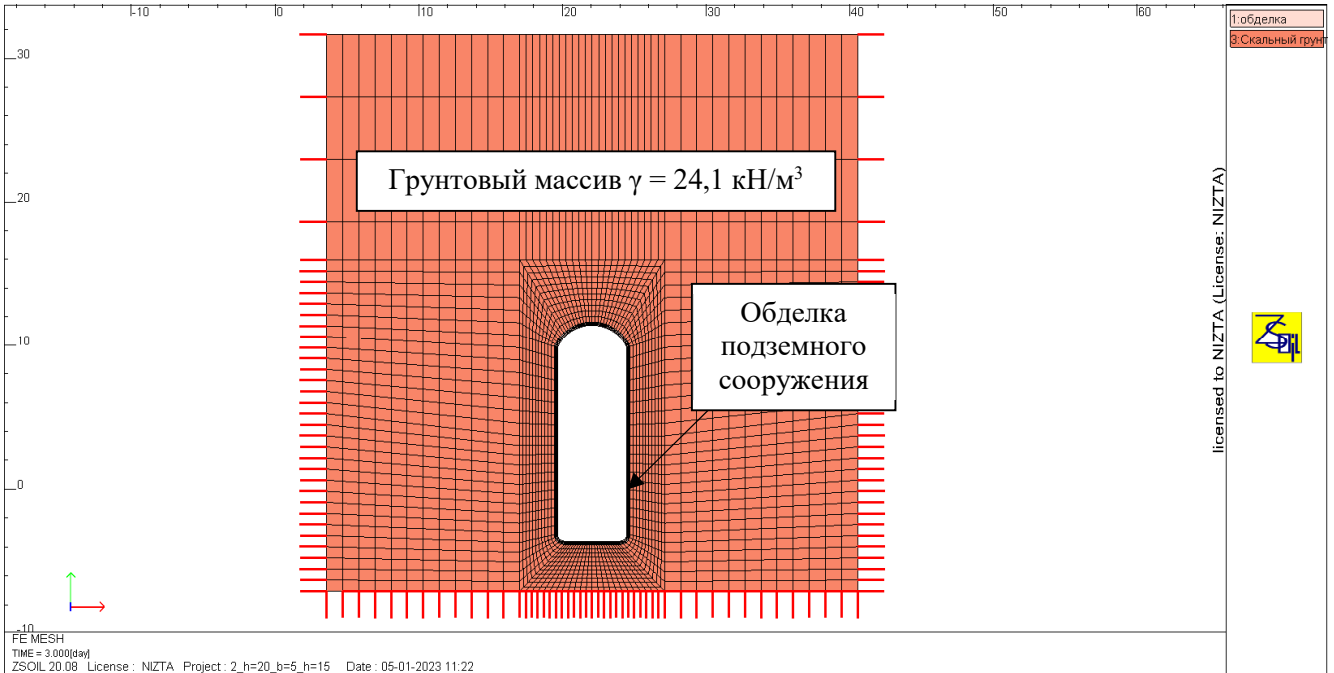 -10 0 10 20 30 40 50 60
1:обделка
3:Скальный грунт
30
Грунтовый массив γ = 24,1 кН/м³
20
licensed to NIZTA (License: NIZTA)
Обделка
подземного
сооружения
ZSoil
10
0
-10
FE MESH
TIME = 3.000[day]
ZSOIL 20.08 License : NIZTA Project : 2_h=20_b=5_h=15 Date : 05-01-2023 11:22